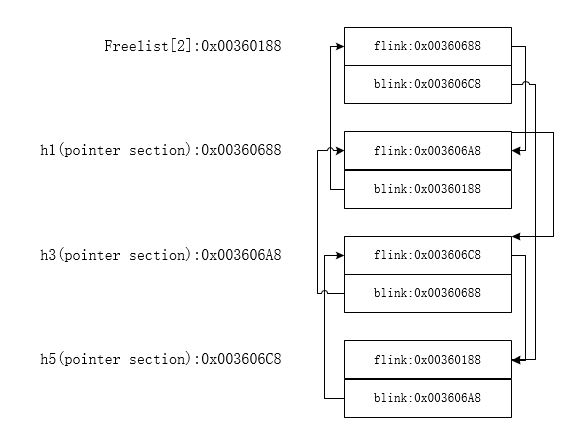 Freelist[2]:0x00360188
flink:0x00360688
blink:0x003606C8
h1(pointer section):0x00360688
flink:0x003606A8
blink:0x00360188
h3(pointer section):0x003606A8
flink:0x003606C8
blink:0x00360688
h5(pointer section):0x003606C8
flink:0x00360188
blink:0x003606A8